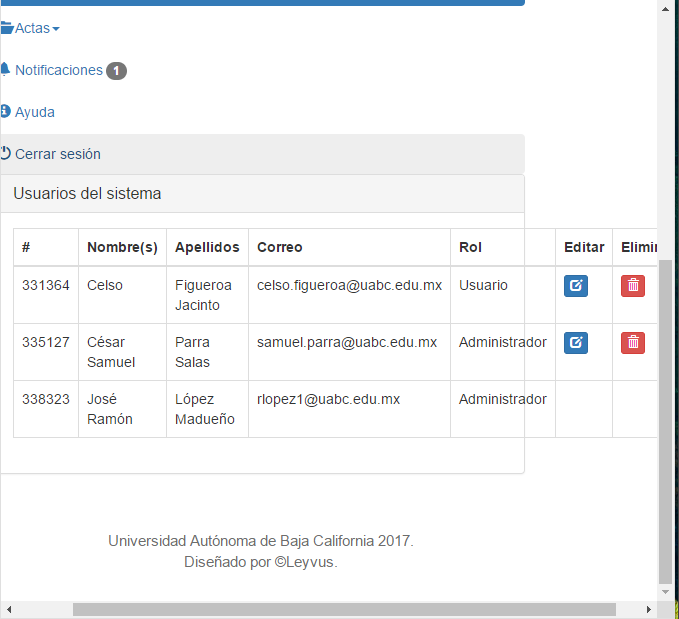 Actas
Notificaciones 1
Ayuda
Cerrar sesión
Usuarios del sistema
# Nombre(s) Apellidos Correo Rol Editar Elimin
331364 Celso Figueroa celso.figueroa@uabc.edu.mx Usuario
Jacinto
335127 César Parra samuel.parra@uabc.edu.mx Administrador
Samuel Salas
338323 José López rlopez1@uabc.edu.mx Administrador
Ramón Madueño
Universidad Autónoma de Baja California 2017.
Diseñado por ©Leyvus.